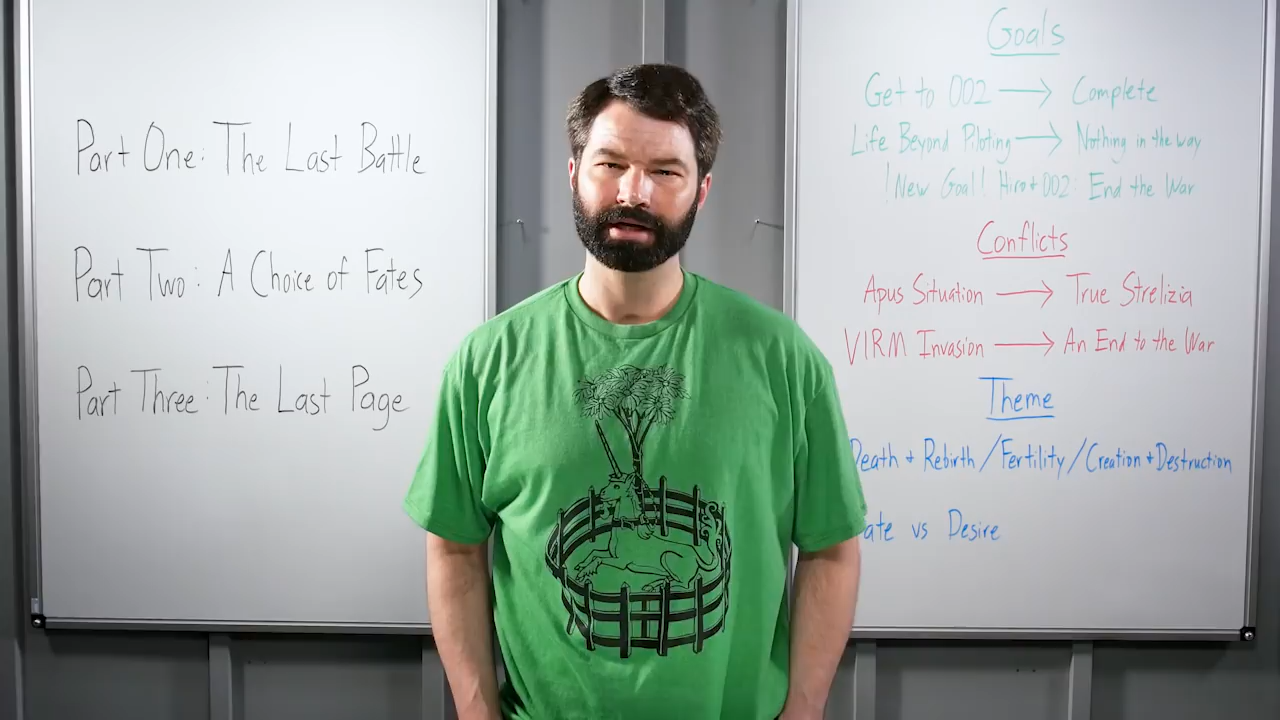 Part One: The Last Battle
Part Two: A Choice of Fates
Part Three: The Last Page
Goals
Get to 002 → Complete
Life Beyond Piloting → Nothing in the way
!New Goal! Hiro + 002: End the War
Conflicts
Apus Situation → True Strelizia
VIRM Invasion → An End to the War
Theme
Death + Rebirth / Fertility / Creation + Destruction
vs Desire